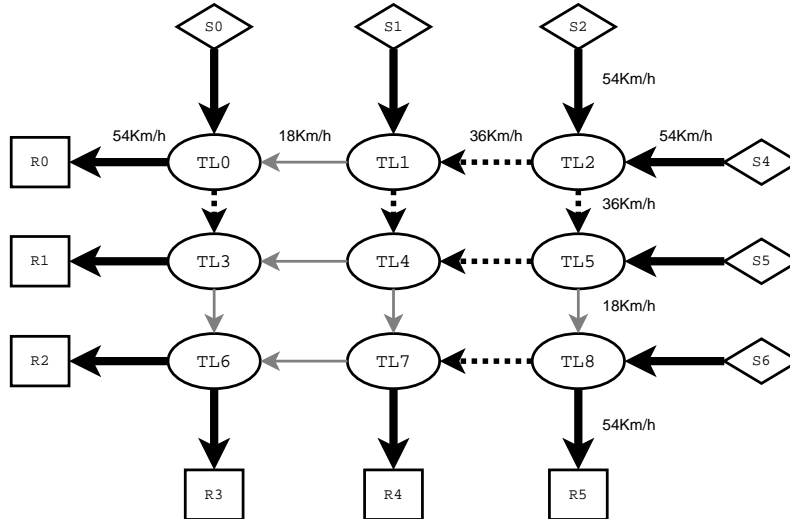 S0
S1
S2
54Km/h
54Km/h
18Km/h
36Km/h
54Km/h
R0
TL0
TL1
TL2
S4
36Km/h
R1
TL3
TL4
TL5
S5
18Km/h
R2
TL6
TL7
TL8
S6
54Km/h
R3
R4
R5